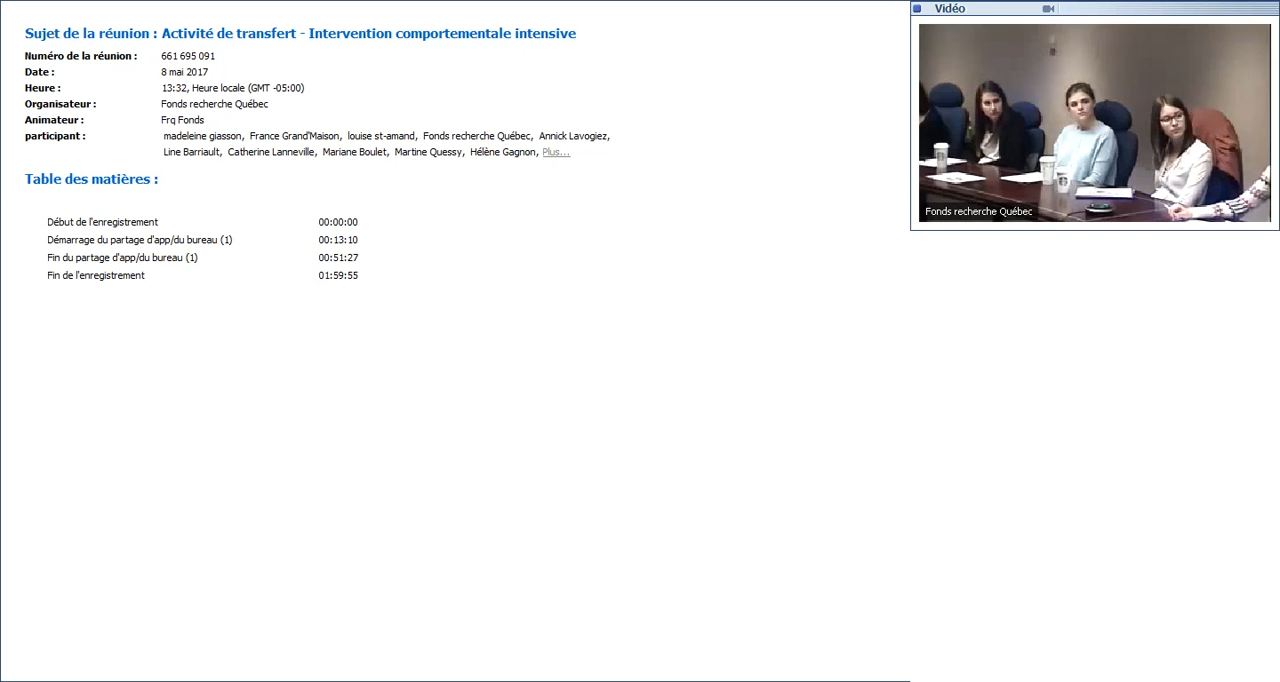 Sujet de la réunion : Activité de transfert - Intervention comportementale intensive
Numéro de la réunion : 661 695 091
Date : 8 mai 2017
Heure : 13:32, Heure locale (GMT -05:00)
Organisateur : Fonds recherche Québec
Animateur : Frq Fonds
participant : madeleine giasson, France Grand'Maison, louise st-amand, Fonds recherche Québec, Annick Lavogiez,
Line Barriault, Catherine Lanneville, Mariane Boulet, Martine Quessy, Hélène Gagnon, Plus...
Table des matières :
Début de l'enregistrement 00:00:00
Démarrage du partage d'app/du bureau (1) 00:13:10
Fin du partage d'app/du bureau (1) 00:51:27
Fin de l'enregistrement 01:59:55
Vidéo
Fonds recherche Québec